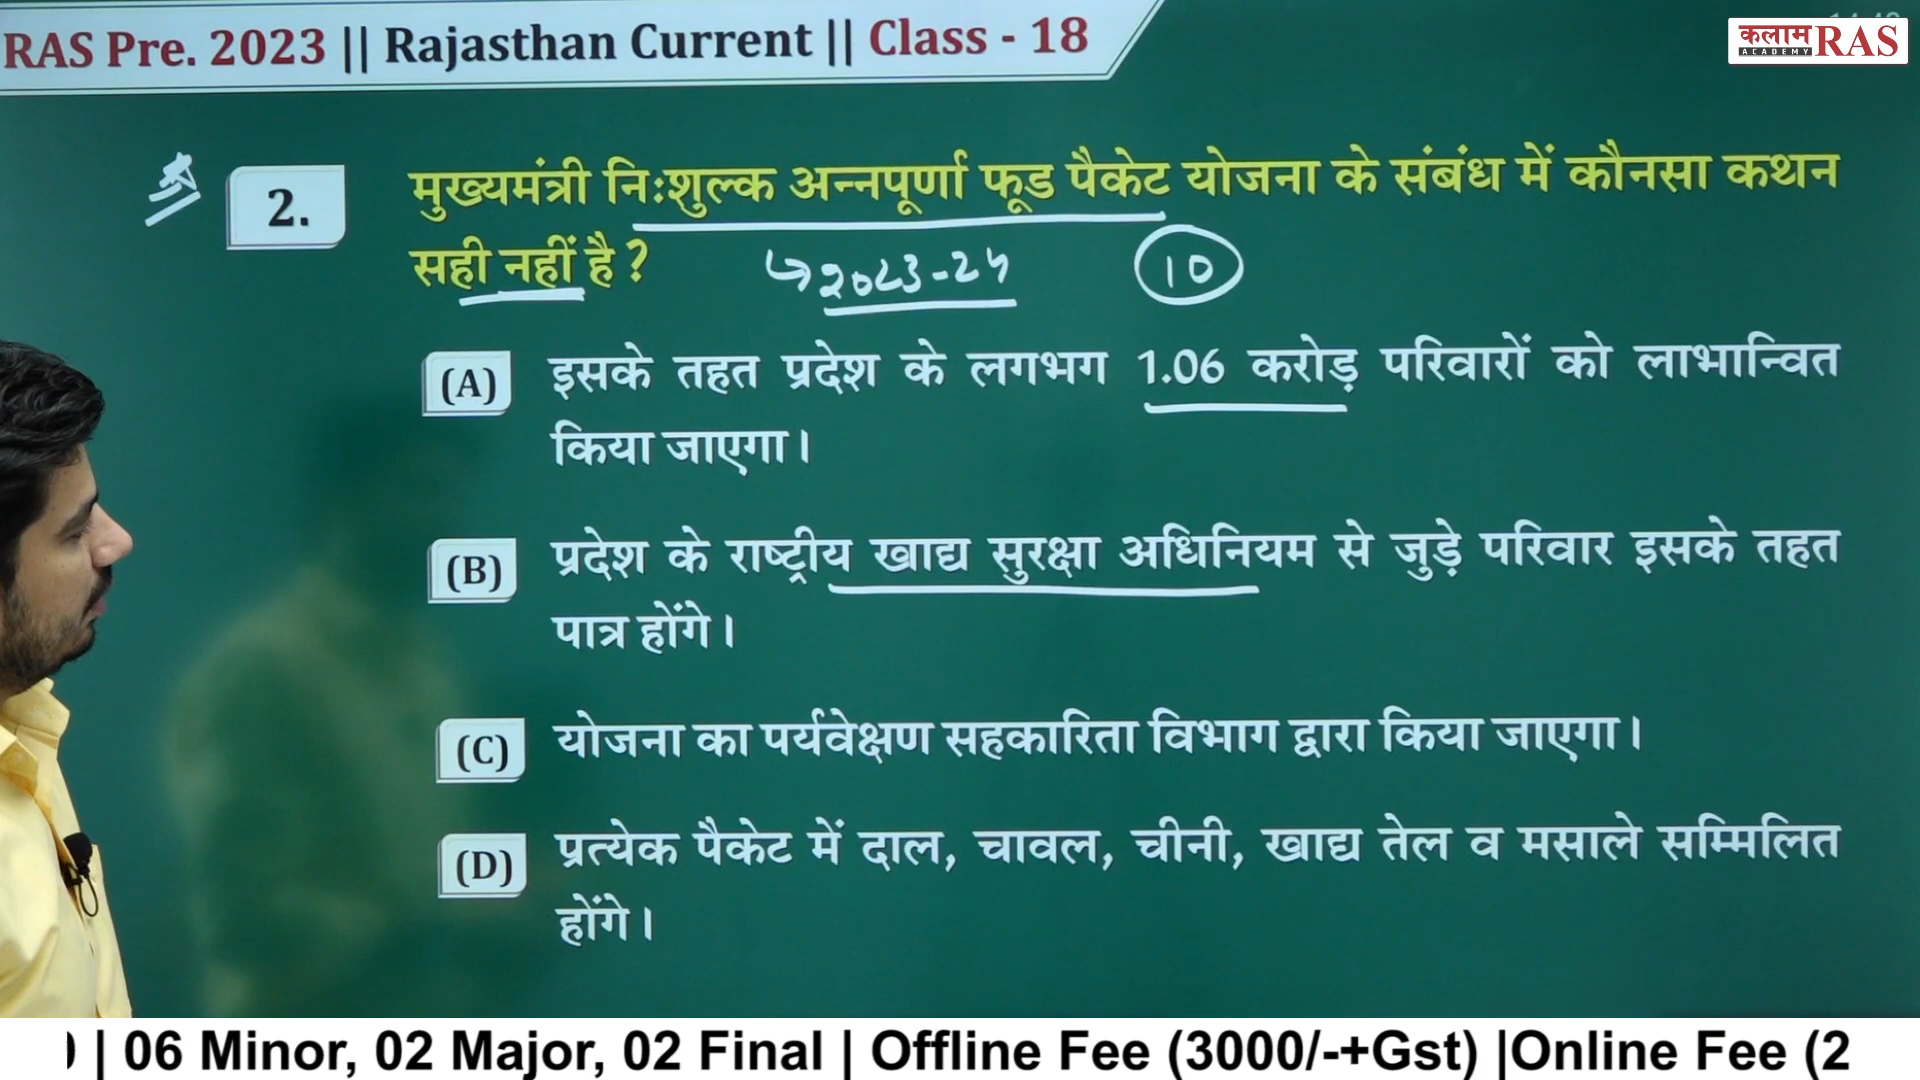 RAS Pre. 2023 || Rajasthan Current || Class - 18
कलाम RAS
ACADEMY
2. मुख्यमंत्री निःशुल्क अन्नपूर्णा फूड पैकेट योजना के संबंध में कौनसा कथन
सही नहीं है ? 2023-24 10
(A) इसके तहत प्रदेश के लगभग 1.06 करोड़ परिवारों को लाभान्वित
किया जाएगा।
(B) प्रदेश के राष्ट्रीय खाद्य सुरक्षा अधिनियम से जुड़े परिवार इसके तहत
पात्र होंगे।
(C) योजना का पर्यवेक्षण सहकारिता विभाग द्वारा किया जाएगा।
(D) प्रत्येक पैकेट में दाल, चावल, चीनी, खाद्य तेल व मसाले सम्मिलित
होंगे।
| 06 Minor, 02 Major, 02 Final | Offline Fee (3000/-+Gst) |Online Fee (2